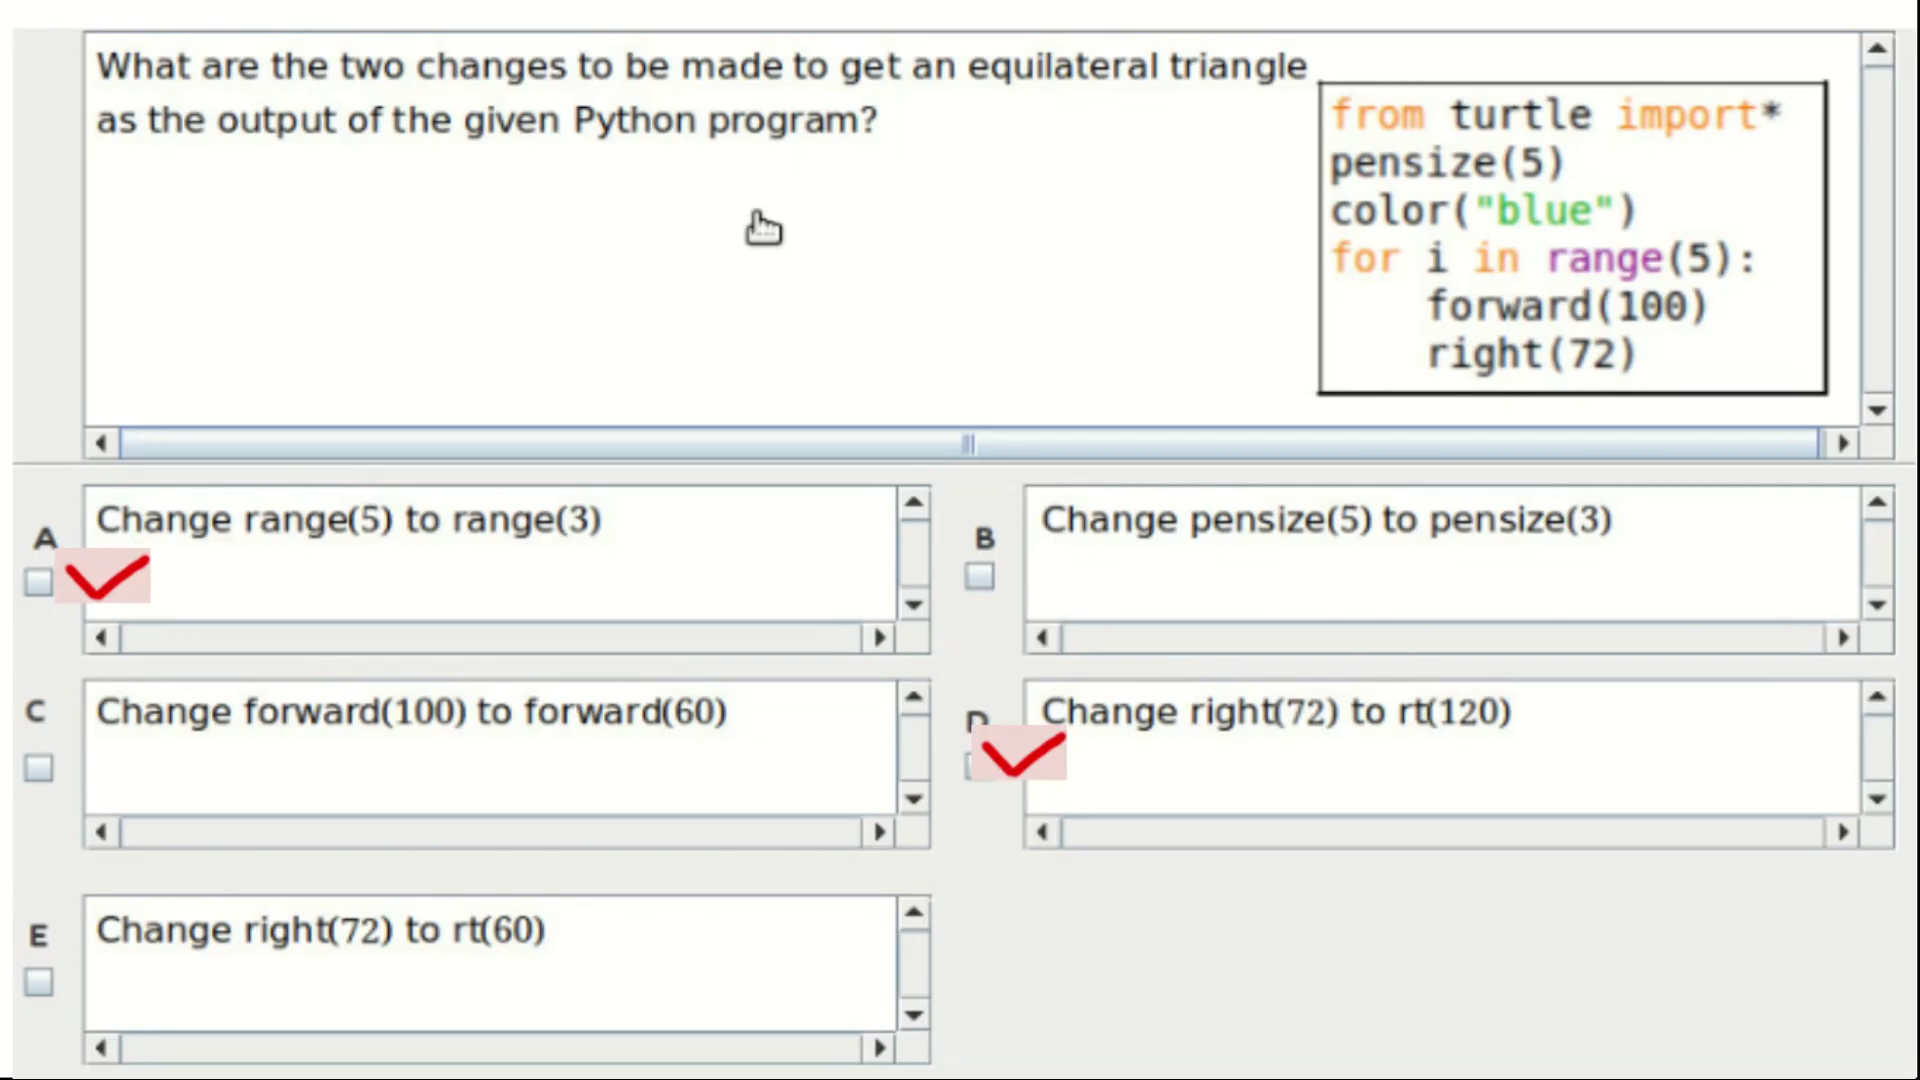 What are the two changes to be made to get an equilateral triangle
as the output of the given Python program?
from turtle import*
pensize(5)
color("blue")
for i in range(5):
    forward(100)
    right(72)
A
Change range(5) to range(3)
B
Change pensize(5) to pensize(3)
C
Change forward(100) to forward(60)
D
Change right(72) to rt(120)
E
Change right(72) to rt(60)